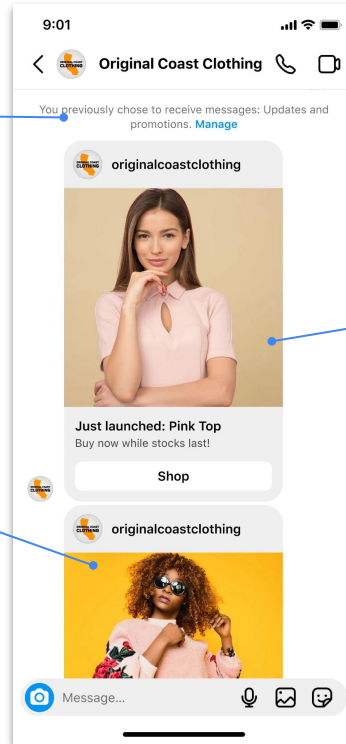 9:01
Original Coast Clothing
You previously chose to receive messages: Updates and
promotions. Manage
originalcoastclothing
Just launched: Pink Top
Buy now while stocks last!
Shop
originalcoastclothing
Message...